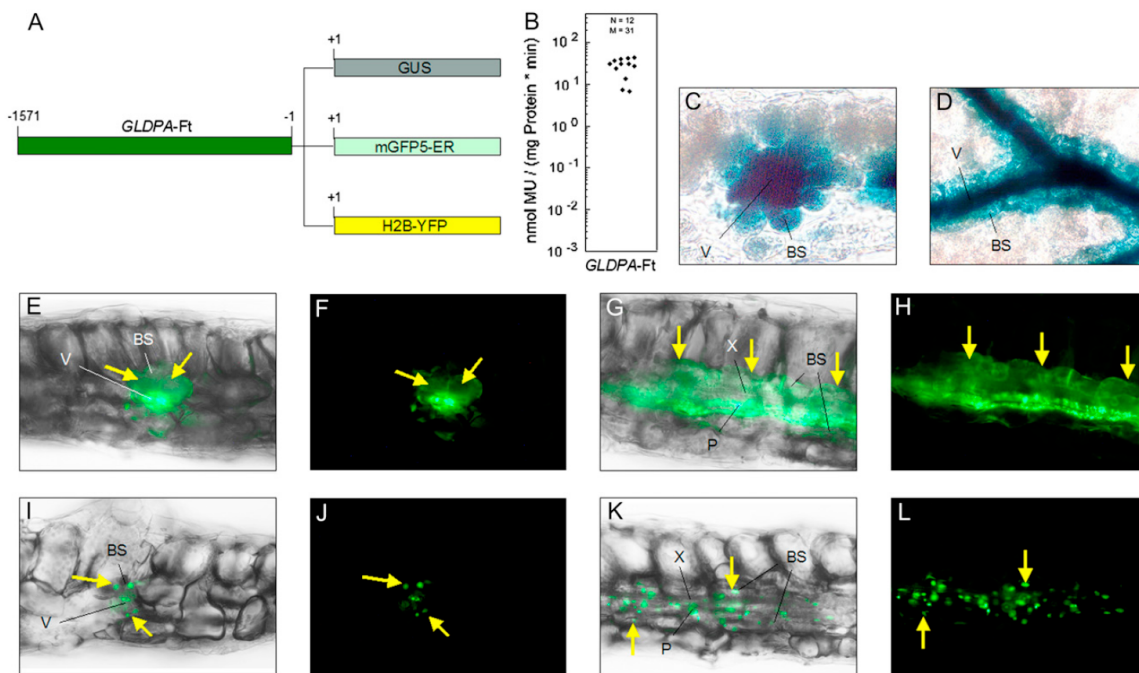 A
-1571
GLDPA-Ft
-1
+1
GUS
+1
mGFP5-ER
+1
H2B-YFP
B
N = 12
M = 31
nmol MU / (mg Protein * min)
10²
10¹
10⁰
10⁻¹
10⁻²
10⁻³
GLDPA-Ft
C
V
BS
D
V
BS
E
BS
V
F
G
X
BS
P
H
I
BS
V
J
K
X
BS
P
L